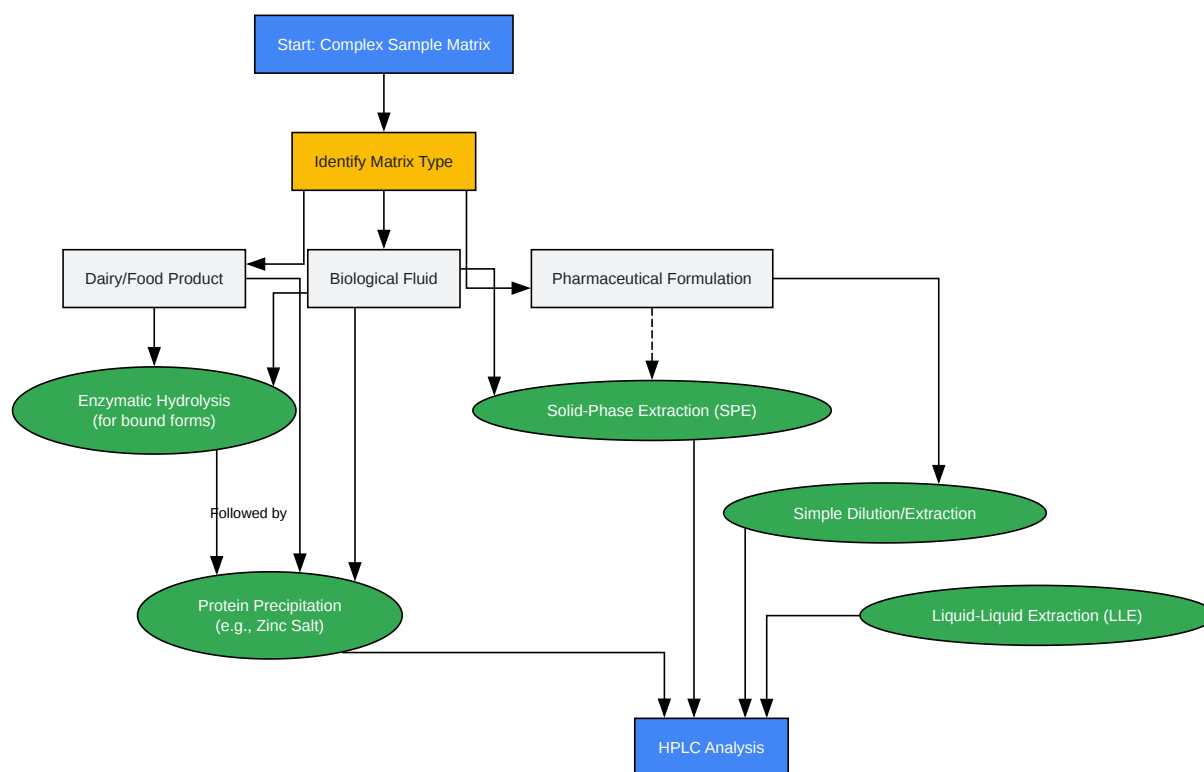 Start: Complex Sample Matrix
Identify Matrix Type
Dairy/Food Product
Biological Fluid
Pharmaceutical Formulation
Enzymatic Hydrolysis
(for bound forms)
Solid-Phase Extraction (SPE)
Followed by
Simple Dilution/Extraction
Protein Precipitation
(e.g., Zinc Salt)
Liquid-Liquid Extraction (LLE)
HPLC Analysis